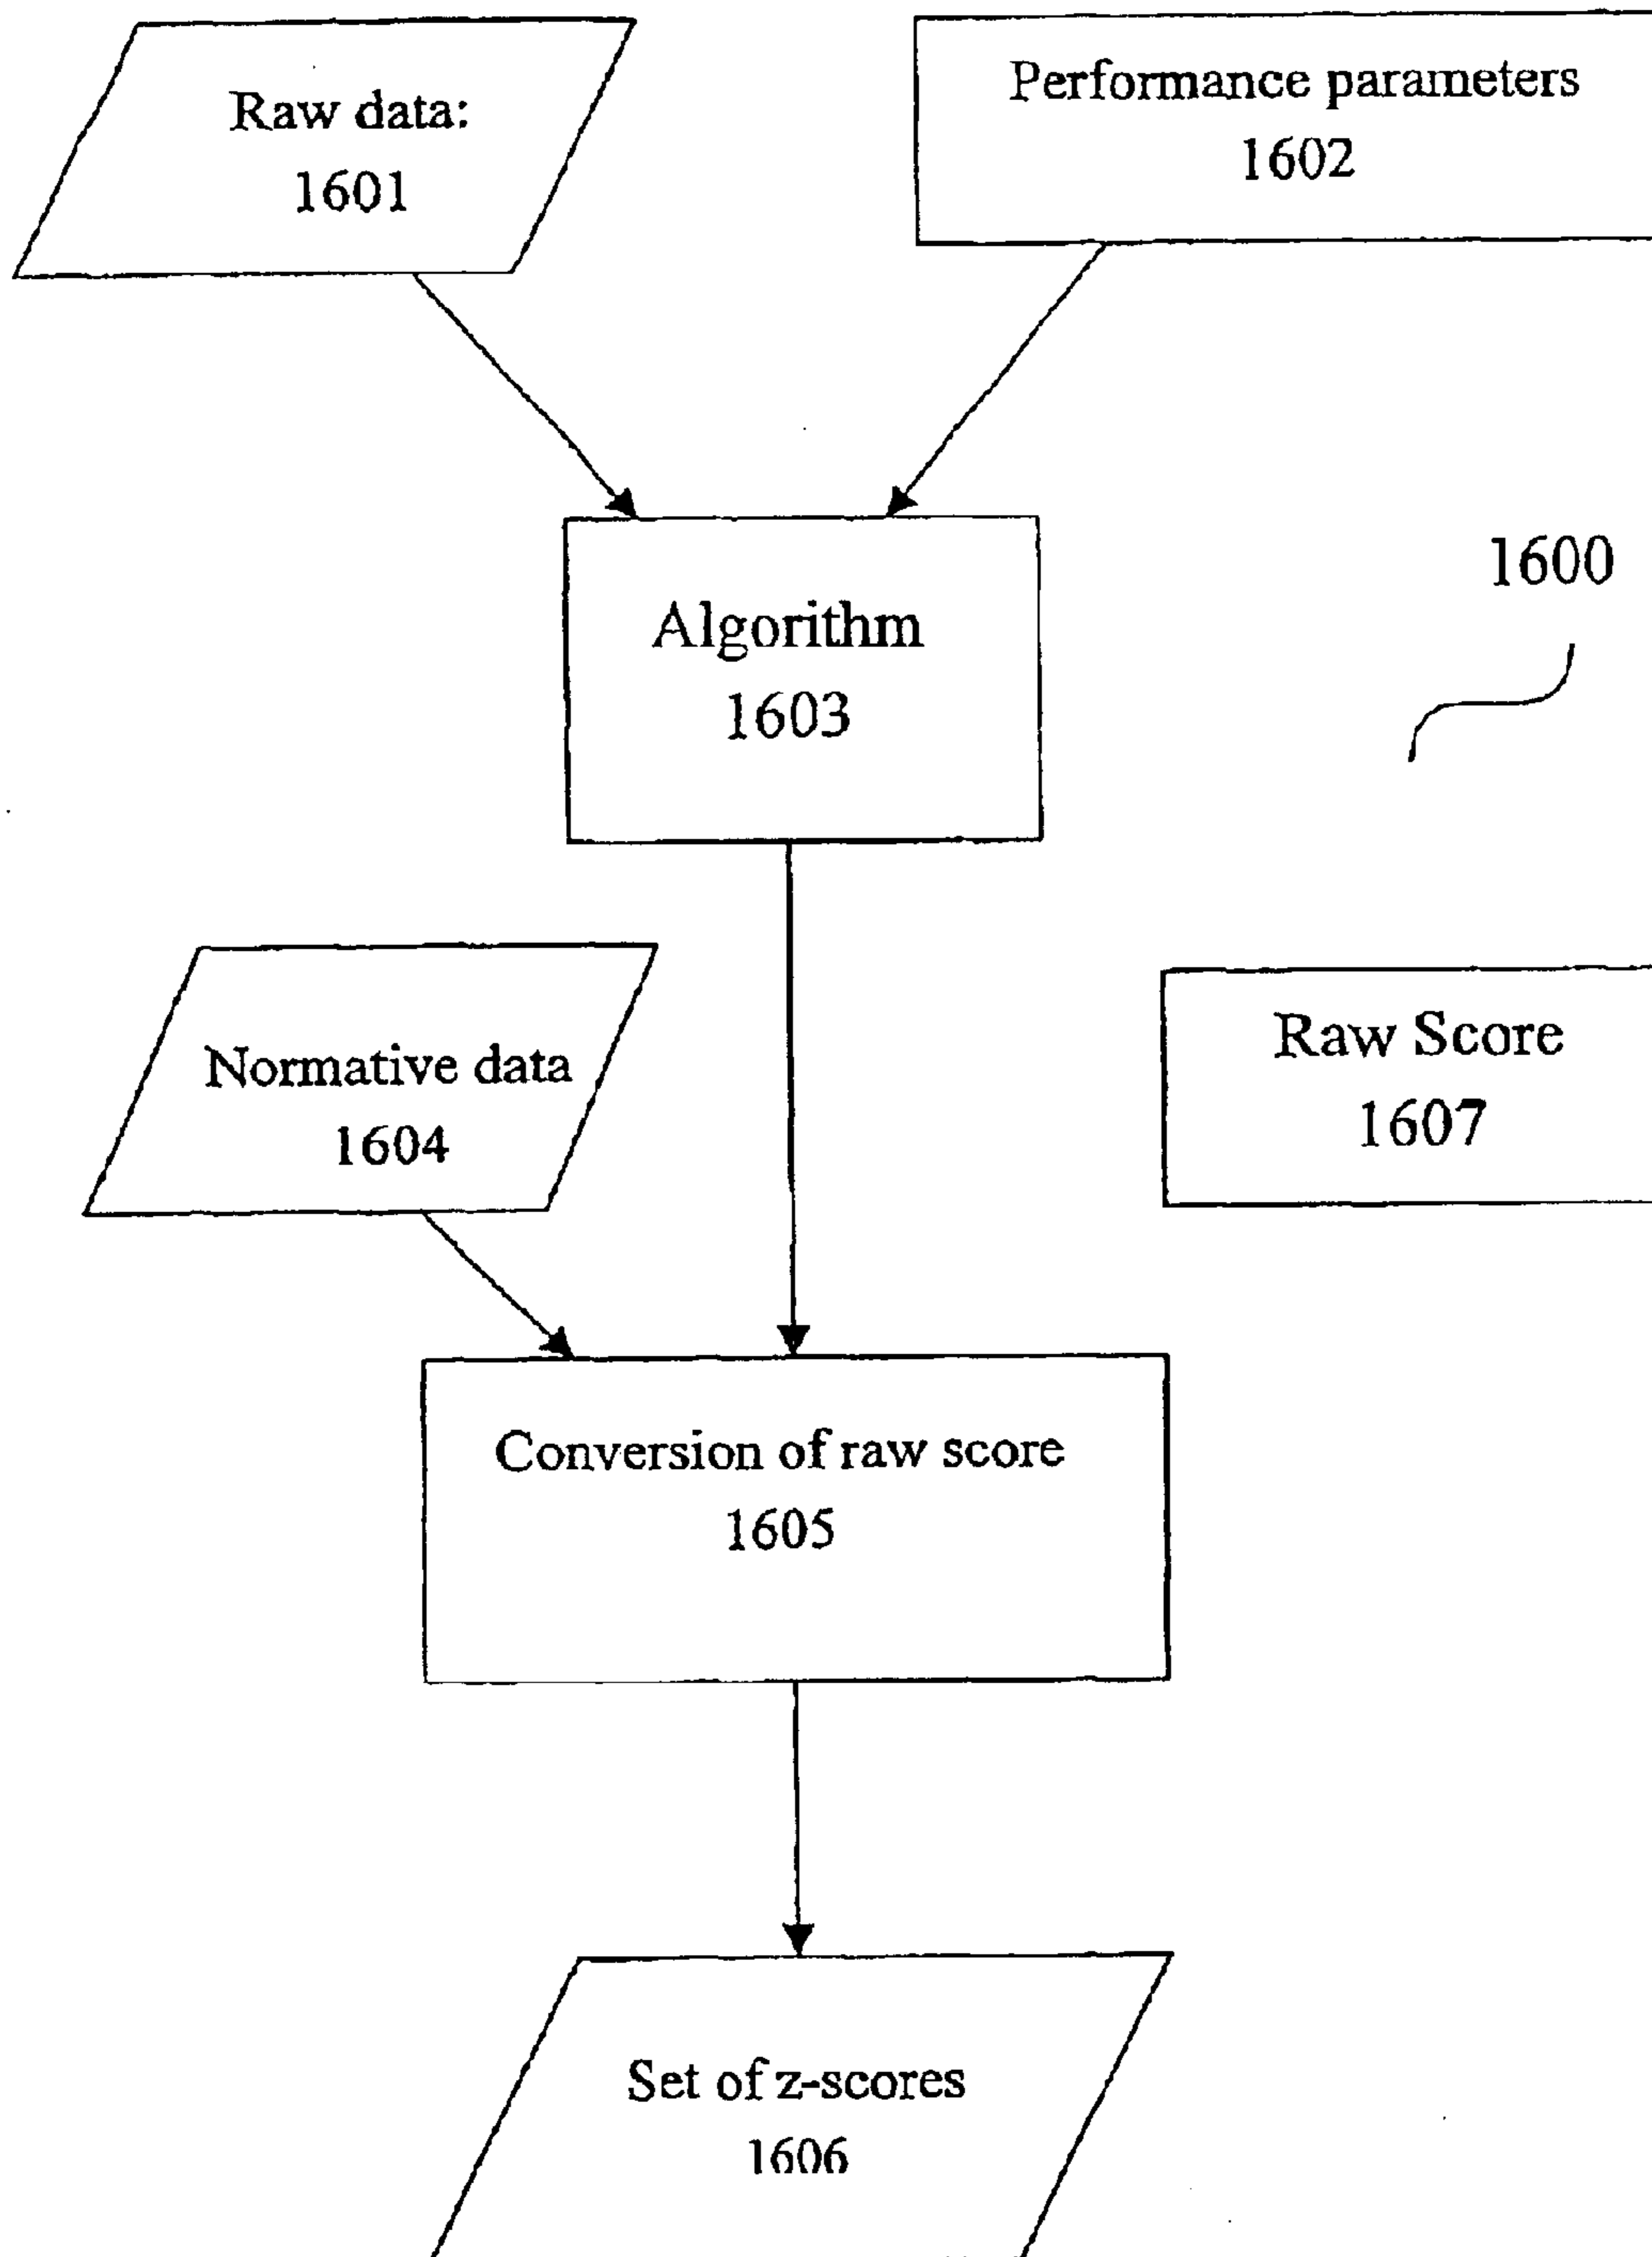 Raw data:
1601
Performance parameters
1602
Algorithm
1603
1600
Normative data
1604
Raw Score
1607
Conversion of raw score
1605
Set of z-scores
1606